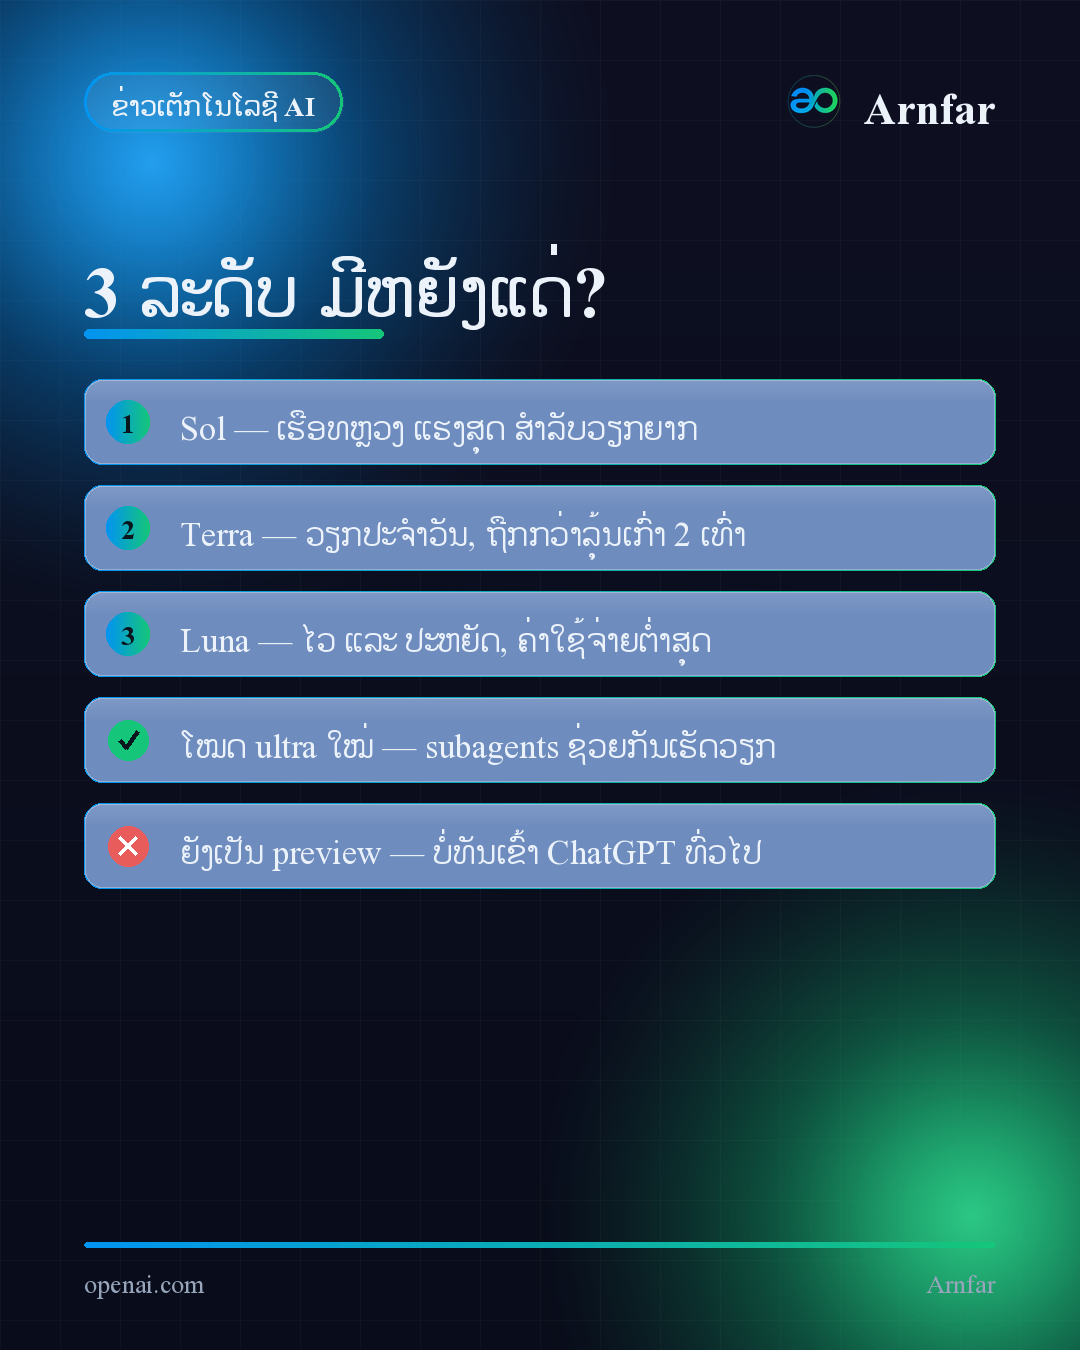 ຂ່າວເຕັກໂນໂລຊີ AI
Arnfar
3 ລະດັບ ມີຫຍັງແດ່?
1 Sol — ເຮືອທຫຼວງ ແຮງສຸດ ສຳລັບວຽກຍາກ
2 Terra — ວຽກປະຈຳວັນ, ຖືກກວ່າລຸ້ນເກົ່າ 2 ເທົ່າ
3 Luna — ໄວ ແລະ ປະຫຍັດ, ຄ່າໃຊ້ຈ່າຍຕ່ຳສຸດ
ໂໝດ ultra ໃໝ່ — subagents ຊ່ວຍກັນເຮັດວຽກ
ຍັງເປັນ preview — ບໍ່ທັນເຂົ້າ ChatGPT ທົ່ວໄປ
openai.com
Arnfar